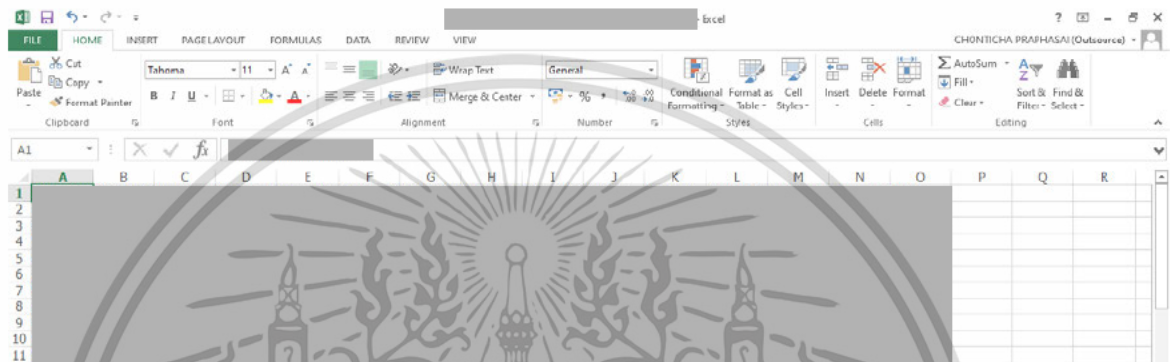 - Excel
FILE HOME INSERT PAGE LAYOUT FORMULAS DATA REVIEW VIEW CHONTICHA PRAPHASAI (Outsource)
Cut Tahoma 11 Wrap Text General AutoSum
Copy Fill
Paste Format Painter B I U Merge & Center % Conditional Formatting Format as Table Cell Styles Insert Delete Format Clear Sort & Filter Find & Select
Clipboard Font Alignment Number Styles Cells Editing
A1 fx
A B C D E F G H I J K L M N O P Q R
1
2
3
4
5
6
7
8
9
10
11